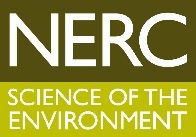 NERC
SCIENCE OF THE
ENVIRONMENT